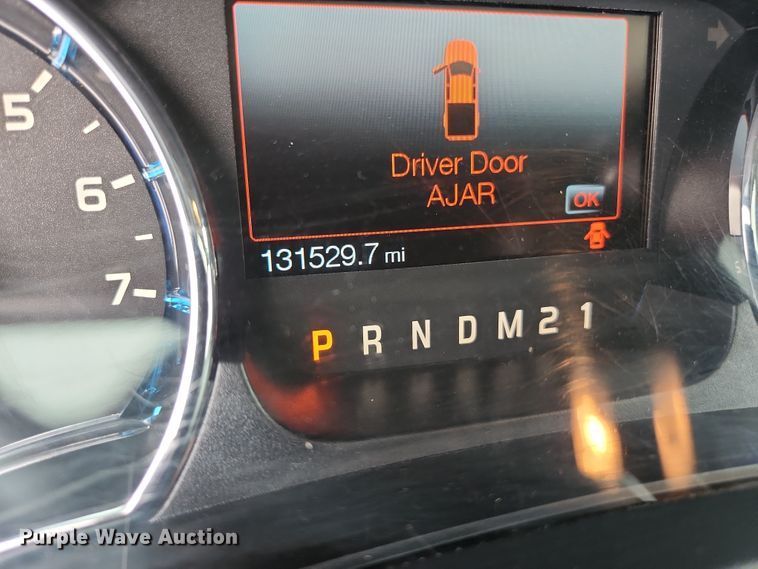 5
6
7
Driver Door
AJAR
OK
131529.7 mi
P R N D M 2 1
Purple Wave Auction